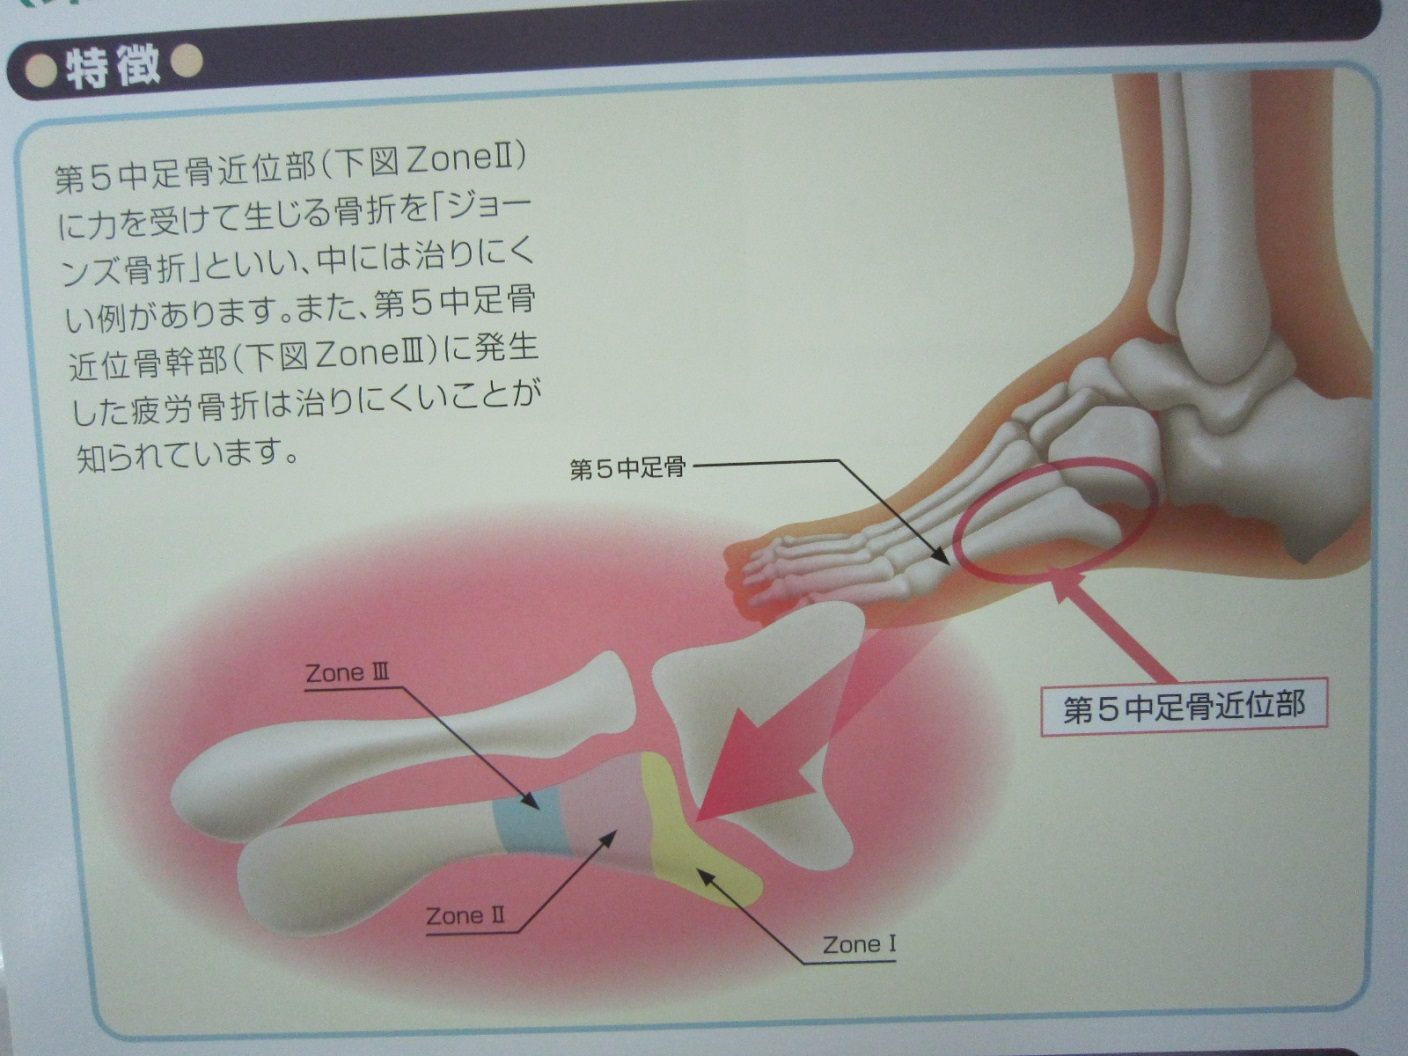 特徴
第5中足骨近位部(下図ZoneⅡ)
に力を受けて生じる骨折を「ジョー
ンズ骨折」といい、中には治りにく
い例があります。また、第5中足骨
近位骨幹部(下図ZoneⅢ)に発生
した疲労骨折は治りにくいことが
知られています。
第5中足骨
Zone Ⅲ
第5中足骨近位部
Zone Ⅱ
Zone Ⅰ